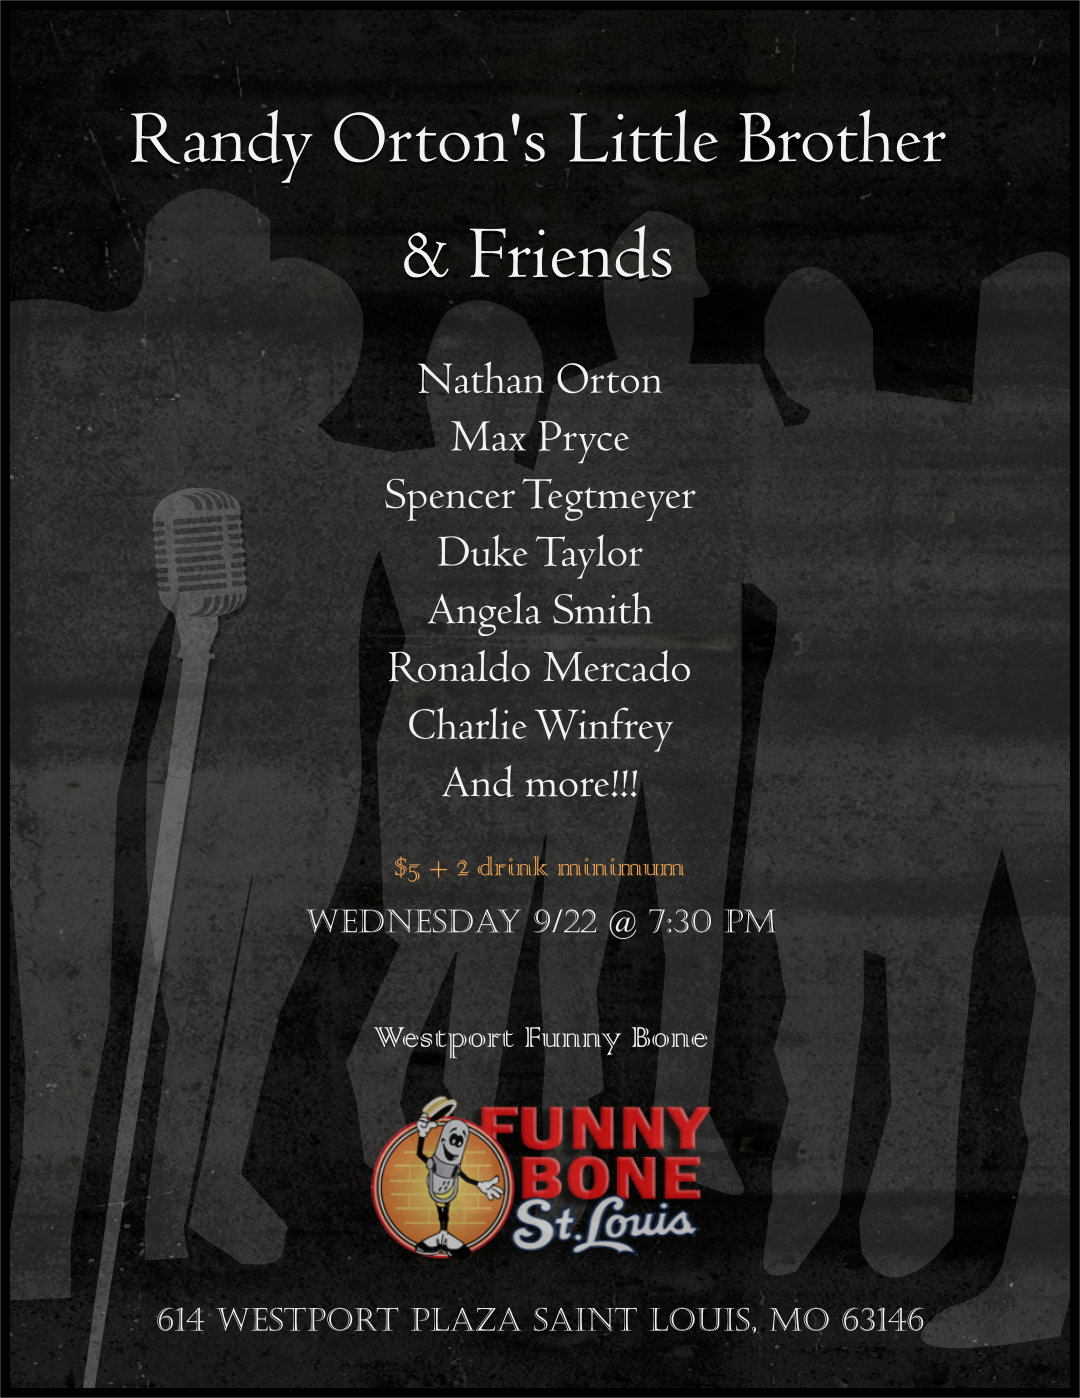 Randy Orton's Little Brother
& Friends
Nathan Orton
Max Pryce
Spencer Tegtmeyer
Duke Taylor
Angela Smith
Ronaldo Mercado
Charlie Winfrey
And more!!!
$5 + 2 drink minimum
WEDNESDAY 9/22 @ 7:30 PM
Westport Funny Bone
FUNNY
BONE
St. Louis
614 WESTPORT PLAZA SAINT LOUIS, MO 63146